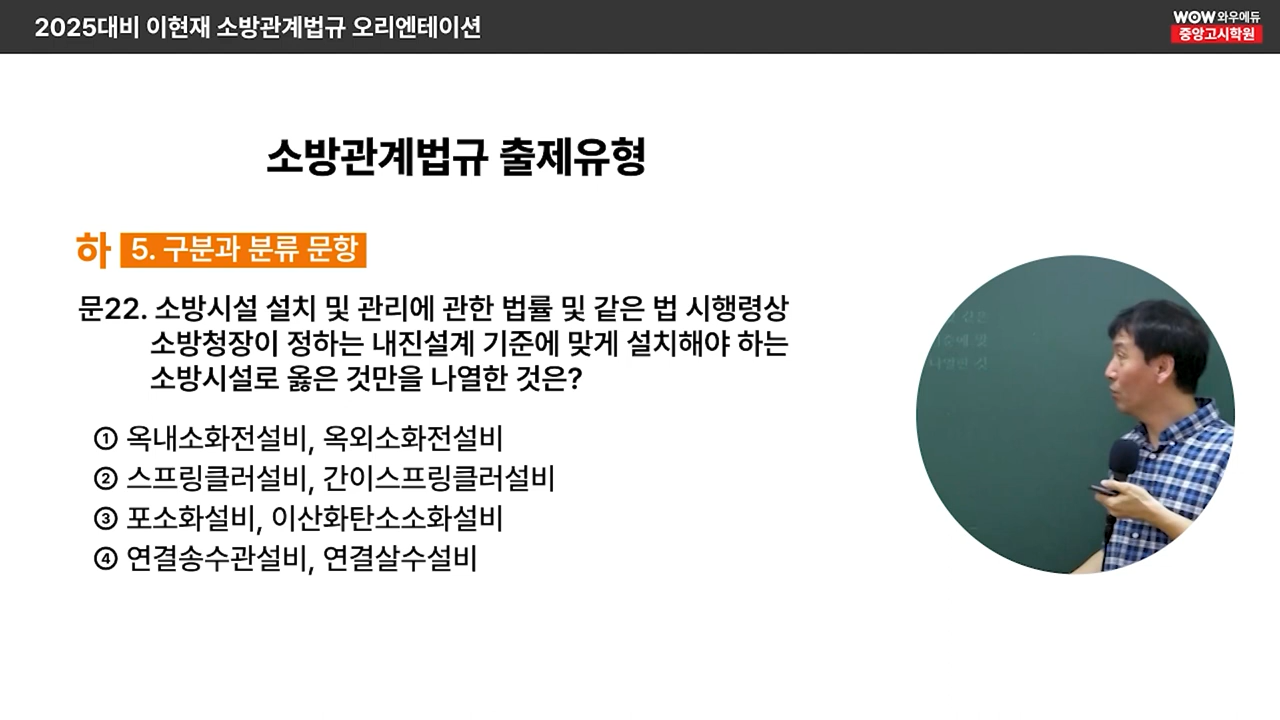 2025대비 이현재 소방관계법규 오리엔테이션
WOW 와우에듀
중앙고시학원
소방관계법규 출제유형
하 5. 구분과 분류 문항
문22. 소방시설 설치 및 관리에 관한 법률 및 같은 법 시행령상
소방청장이 정하는 내진설계 기준에 맞게 설치해야 하는
소방시설로 옳은 것만을 나열한 것은?
① 옥내소화전설비, 옥외소화전설비
② 스프링클러설비, 간이스프링클러설비
③ 포소화설비, 이산화탄소소화설비
④ 연결송수관설비, 연결살수설비